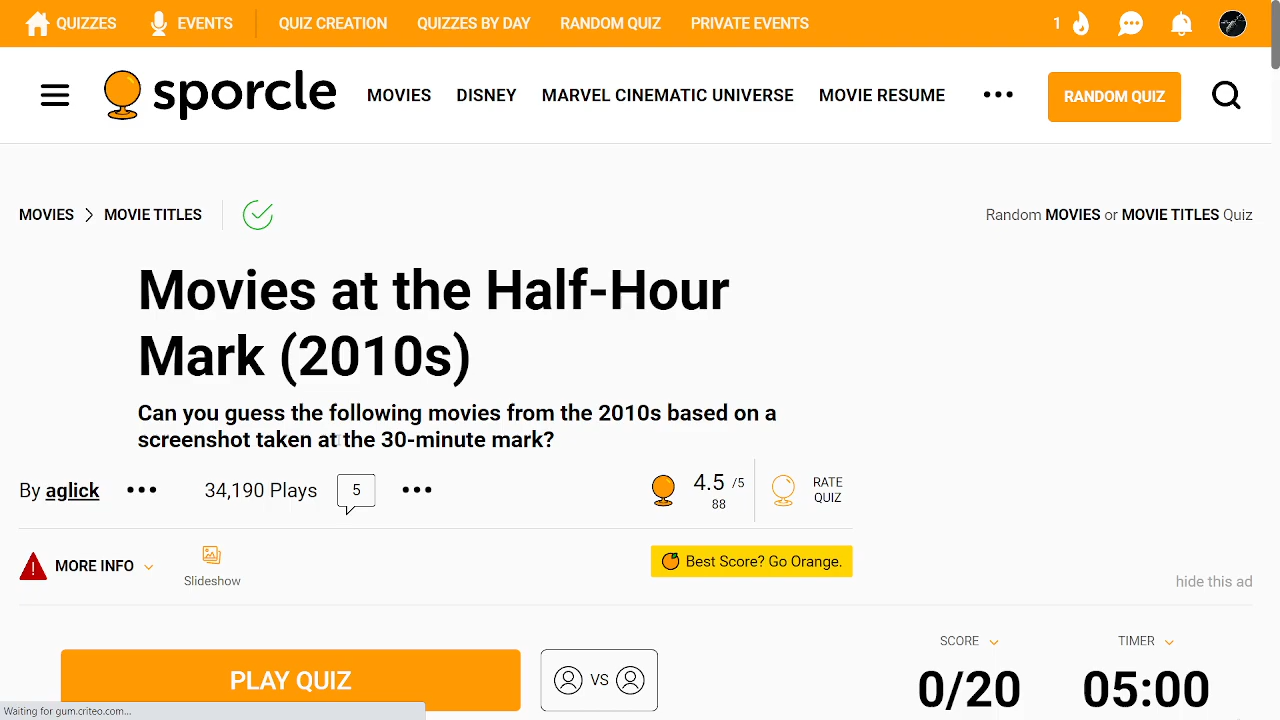 QUIZZES EVENTS QUIZ CREATION QUIZZES BY DAY RANDOM QUIZ PRIVATE EVENTS 1
sporcle MOVIES DISNEY MARVEL CINEMATIC UNIVERSE MOVIE RESUME ••• RANDOM QUIZ
MOVIES > MOVIE TITLES
Random MOVIES or MOVIE TITLES Quiz
Movies at the Half-Hour
Mark (2010s)
Can you guess the following movies from the 2010s based on a
screenshot taken at the 30-minute mark?
By aglick ••• 34,190 Plays 5 •••
4.5 /5
88
RATE
QUIZ
MORE INFO
Slideshow
Best Score? Go Orange.
hide this ad
SCORE
0/20
TIMER
05:00
PLAY QUIZ
VS
Waiting for gum.criteo.com...